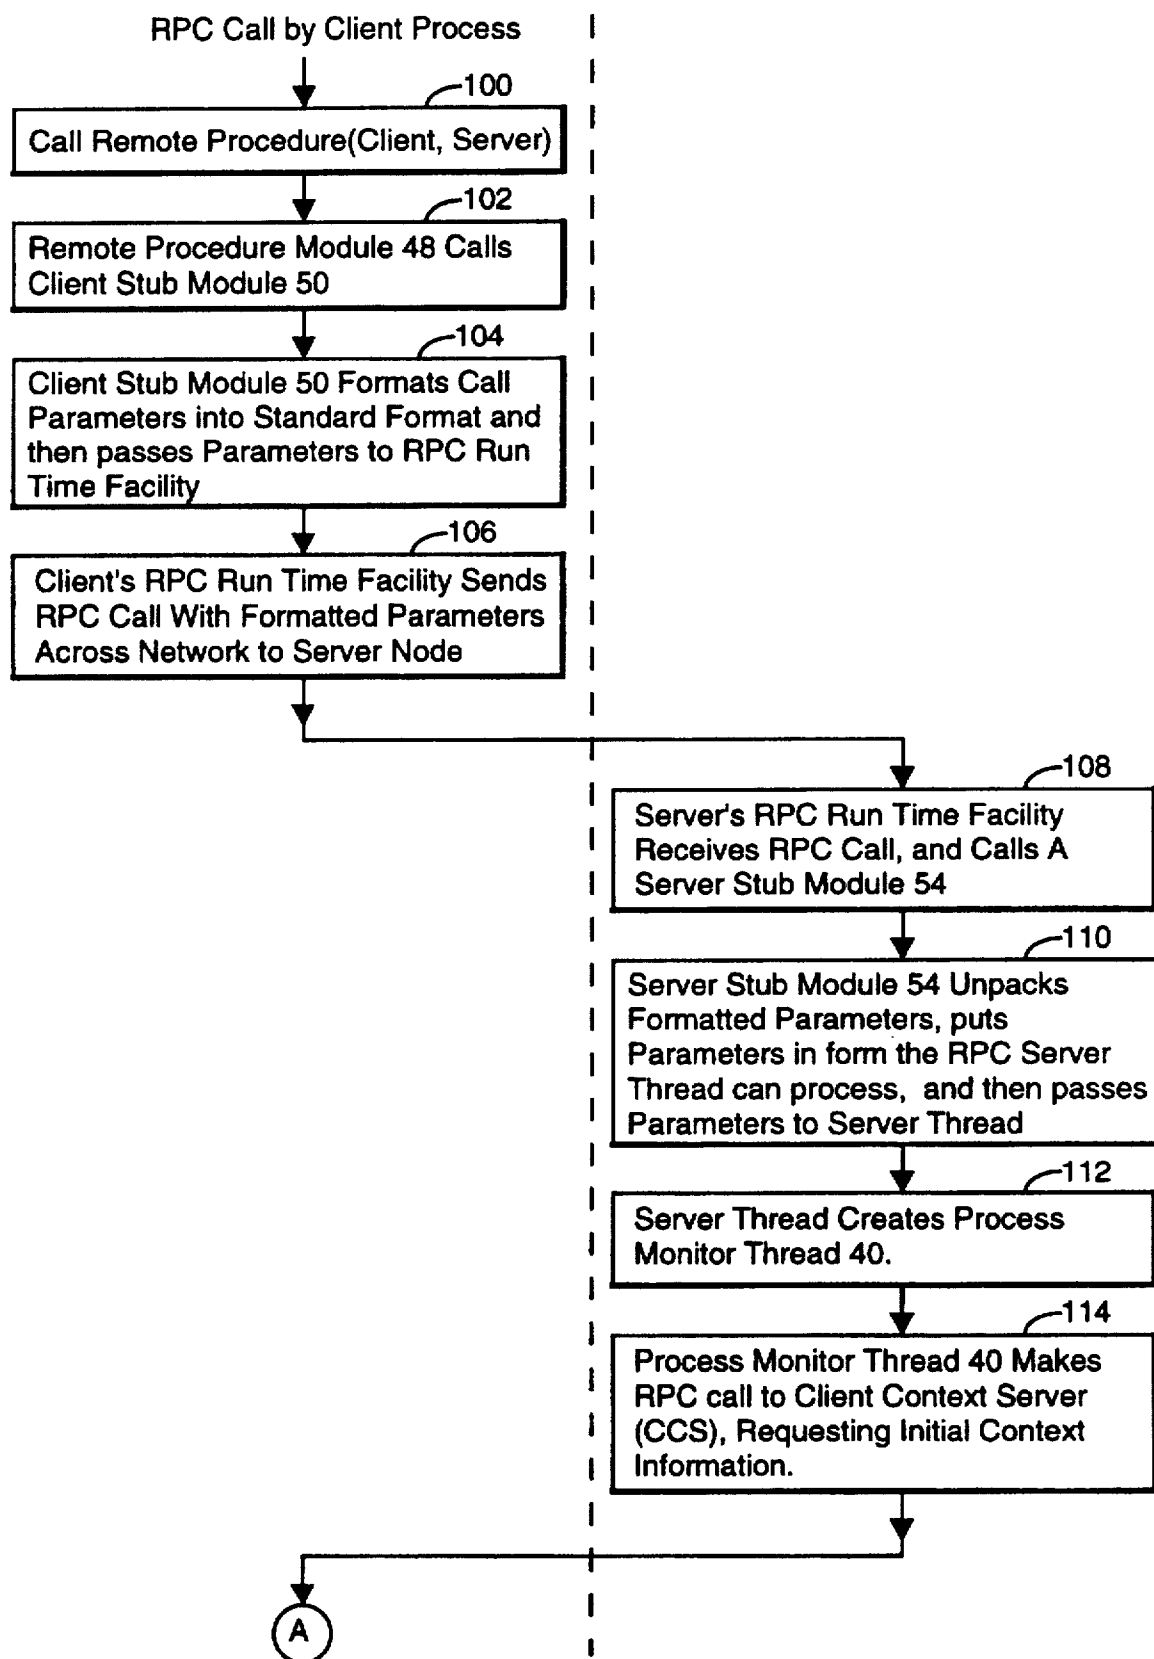 RPC Call by Client Process
100
Call Remote Procedure(Client, Server)
102
Remote Procedure Module 48 Calls
Client Stub Module 50
104
Client Stub Module 50 Formats Call
Parameters into Standard Format and
then passes Parameters to RPC Run
Time Facility
106
Client's RPC Run Time Facility Sends
RPC Call With Formatted Parameters
Across Network to Server Node
108
Server's RPC Run Time Facility
Receives RPC Call, and Calls A
Server Stub Module 54
110
Server Stub Module 54 Unpacks
Formatted Parameters, puts
Parameters in form the RPC Server
Thread can process, and then passes
Parameters to Server Thread
112
Server Thread Creates Process
Monitor Thread 40.
114
Process Monitor Thread 40 Makes
RPC call to Client Context Server
(CCS), Requesting Initial Context
Information.
A